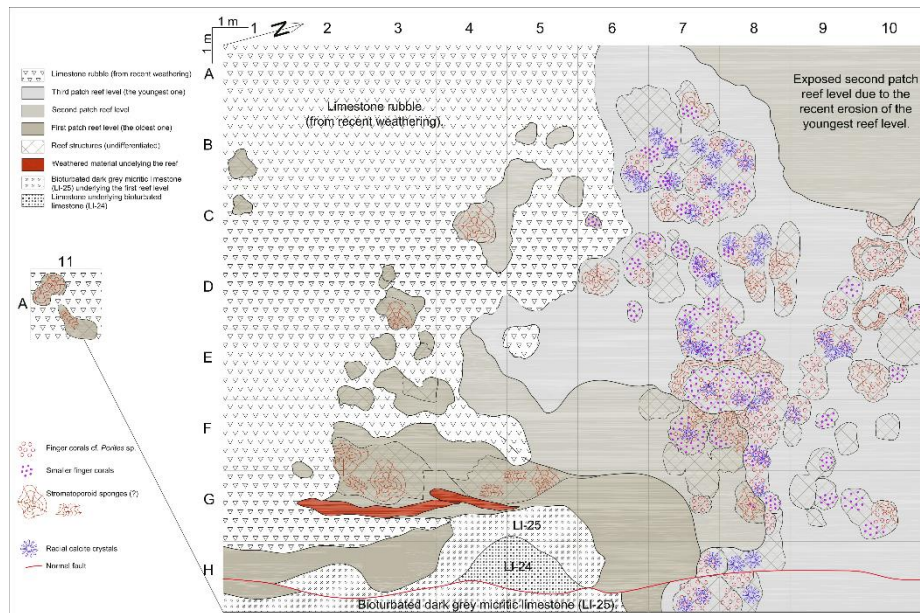 1 m
1 m
N
1 2 3 4 5 6 7 8 9 10
A
B
C
D
E
F
G
H
Limestone rubble (from recent weathering)
Third patch reef level (the youngest one)
Second patch reef level
First patch reef level (the oldest one)
Reef structures (undifferentiated)
Weathered material uncelying the reef
Bioturbated dark grey micritic limestone
(LI-25) underlying the first reef level
Limestone underlying bioturbated
limestone (LI-24)
Limestone rubble
(from recent weathering).
Exposed second patch
reef level due to the
recent erosion of the
youngest reef level.
11
A
Finger corals cf. Porites sp.
Smaller finger corals
Stromatoporoid sponges (?)
Radial calcite crystals
Normal fault
LI-25
LI-24
Bioturbated dark grey micritic limestone (LI-25).